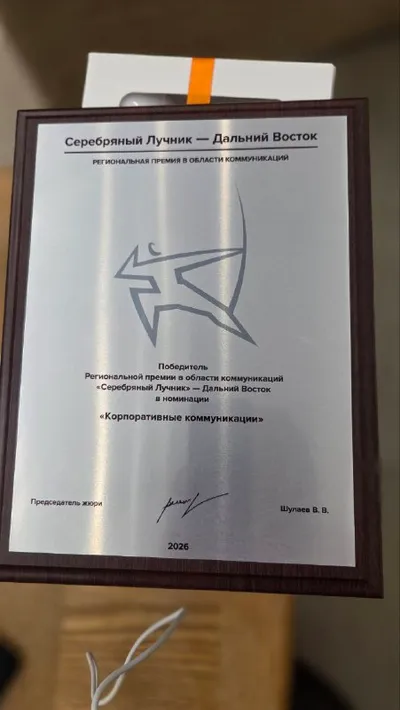 Серебряный Лучник — Дальний Восток
РЕГИОНАЛЬНАЯ ПРЕМИЯ В ОБЛАСТИ КОММУНИКАЦИЙ
Победитель
Региональной премии в области коммуникаций
«Серебряный Лучник» — Дальний Восток
в номинации
«Корпоративные коммуникации»
Председатель жюри
Шулаев В. В.
2026